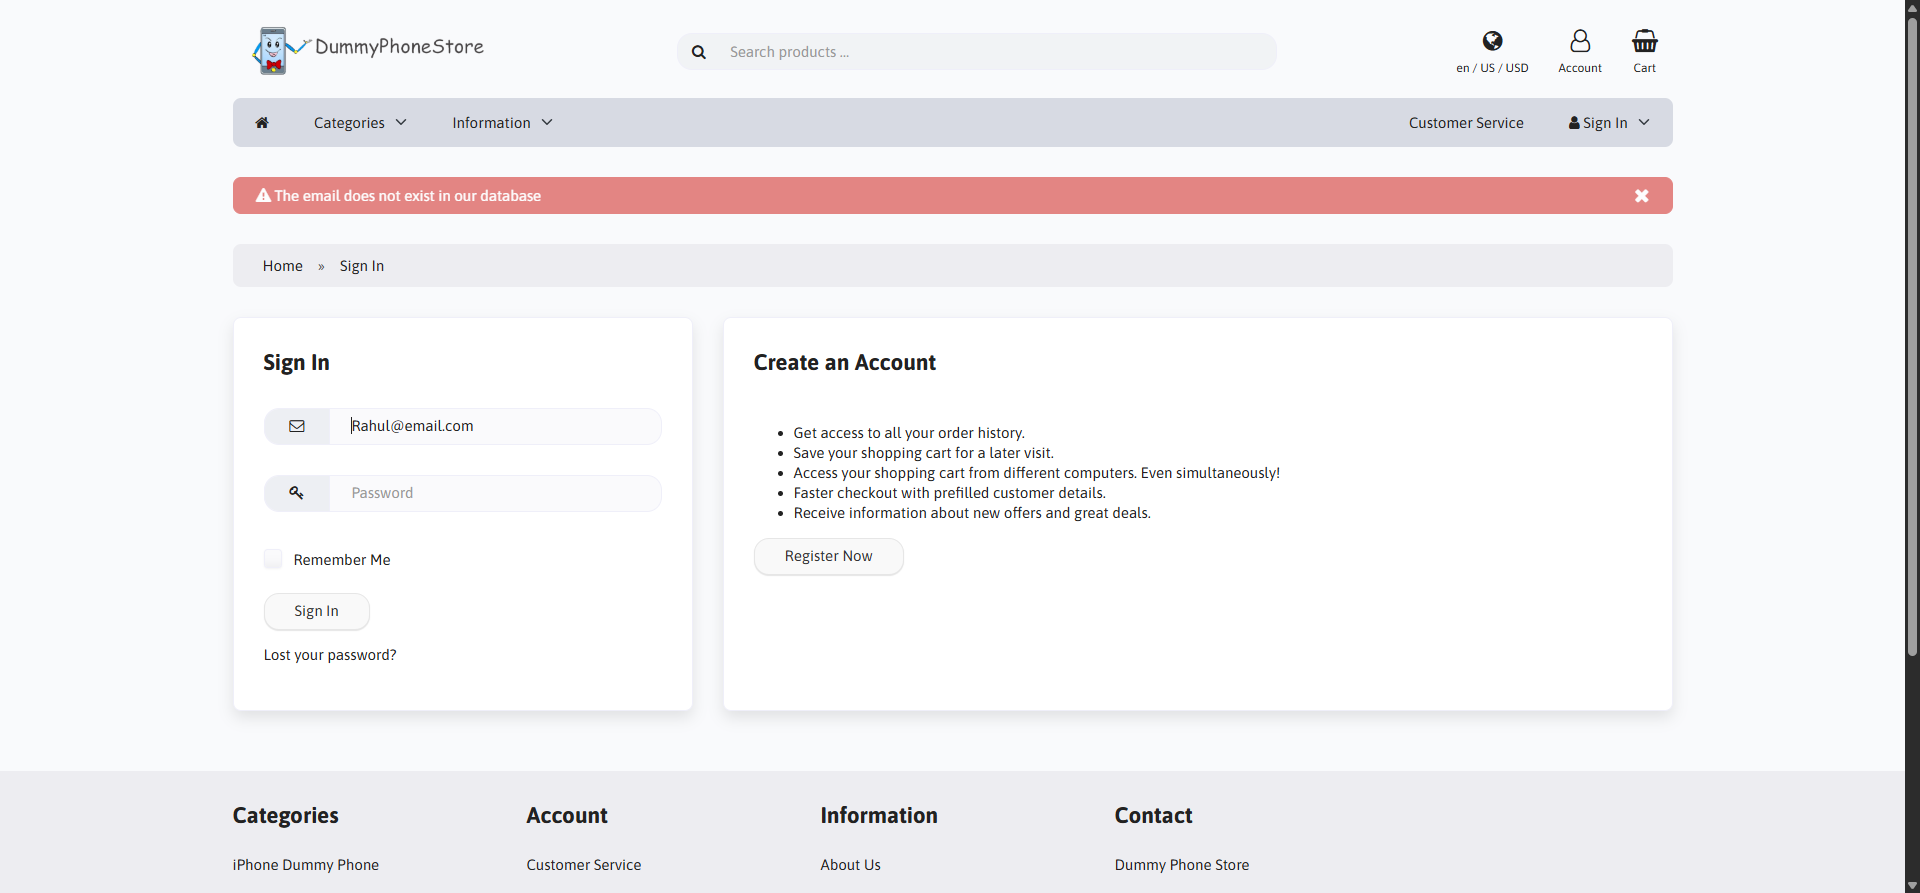 DummyPhoneStore
Search products ...
en / US / USD
Account
Cart
Categories
Information
Customer Service
Sign In
The email does not exist in our database
Home » Sign In
Sign In
Rahul@email.com
Password
Remember Me
Sign In
Lost your password?
Create an Account
• Get access to all your order history.
• Save your shopping cart for a later visit.
• Access your shopping cart from different computers. Even simultaneously!
• Faster checkout with prefilled customer details.
• Receive information about new offers and great deals.
Register Now
Categories
iPhone Dummy Phone
Account
Customer Service
Information
About Us
Contact
Dummy Phone Store